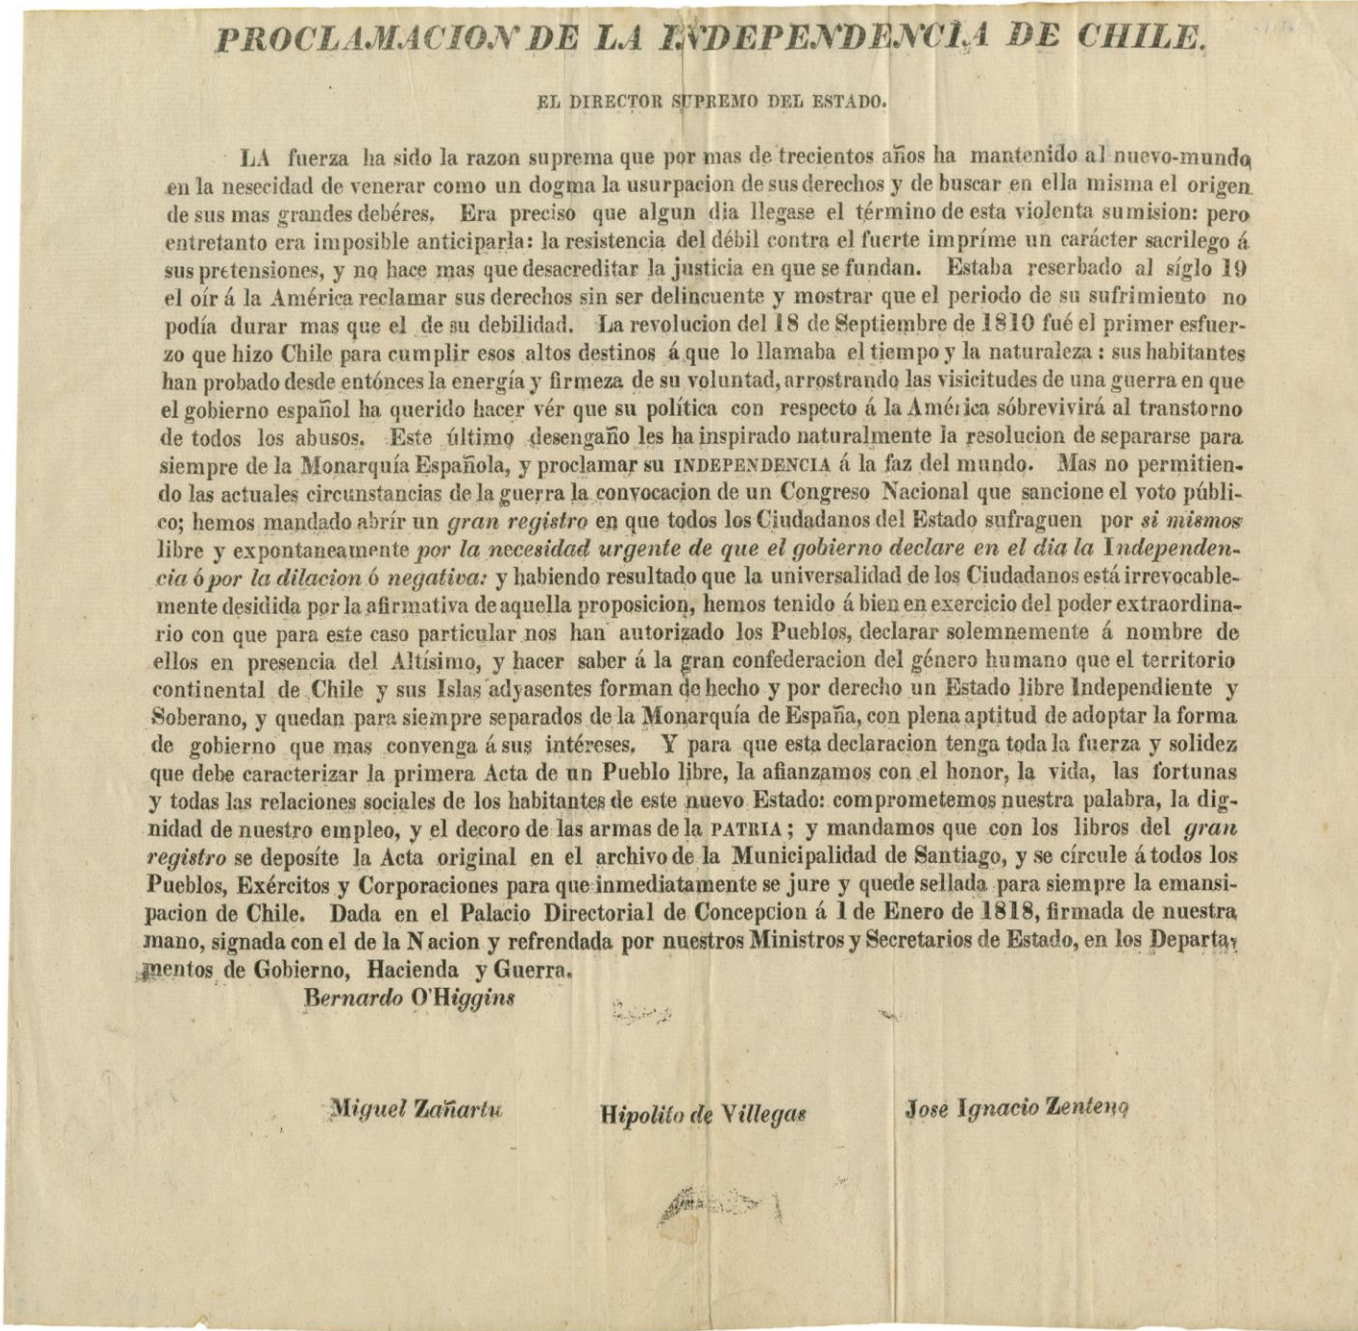 PROCLAMACION DE LA INDEPENDENCIA DE CHILE.
EL DIRECTOR SUPREMO DEL ESTADO.
LA fuerza ha sido la razon suprema que por mas de trecientos años ha mantenido al nuevo-mundo
en la nesecidad de venerar como un dogma la usurpacion de sus derechos y de buscar en ella misma el origen
de sus mas grandes debéres. Era preciso que algun dia llegase el término de esta violenta sumision: pero
entretanto era imposible anticiparla: la resistencia del débil contra el fuerte impríme un carácter sacrilego á
sus pretensiones, y no hace mas que desacreditar la justicia en que se fundan. Estaba reserbado al síglo 19
el oír á la América reclamar sus derechos sin ser delincuente y mostrar que el periodo de su sufrimiento no
podía durar mas que el de su debilidad. La revolucion del 18 de Septiembre de 1810 fué el primer esfuer-
zo que hizo Chile para cumplir esos altos destinos á que lo llamaba el tiempo y la naturaleza: sus habitantes
han probado desde entónces la energía y firmeza de su voluntad, arrostrando las visicitudes de una guerra en que
el gobierno español ha querido hacer vér que su política con respecto á la América sóbrevivirá al transtorno
de todos los abusos. Este último desengaño les ha inspirado naturalmente la resolucion de separarse para
siempre de la Monarquía Española, y proclamar su INDEPENDENCIA á la faz del mundo. Mas no permitien-
do las actuales circunstancias de la guerra la convocacion de un Congreso Nacional que sancione el voto públi-
co; hemos mandado abrír un gran registro en que todos los Ciudadanos del Estado sufraguen por si mismos
libre y expontaneamente por la necesidad urgente de que el gobierno declare en el dia la Independen-
cia ó por la dilacion ó negativa: y habiendo resultado que la universalidad de los Ciudadanos está irrevocable-
mente desidida por la afirmativa de aquella proposicion, hemos tenido á bien en exercicio del poder extraordina-
rio con que para este caso particular nos han autorizado los Pueblos, declarar solemnemente á nombre de
ellos en presencia del Altísimo, y hacer saber á la gran confederacion del género humano que el territorio
continental de Chile y sus Islas adyasentes forman de hecho y por derecho un Estado libre Independiente y
Soberano, y quedan para siempre separados de la Monarquía de España, con plena aptitud de adoptar la forma
de gobierno que mas convenga á sus intéreses. Y para que esta declaracion tenga toda la fuerza y solidez
que debe caracterizar la primera Acta de un Pueblo libre, la afianzamos con el honor, la vida, las fortunas
y todas las relaciones sociales de los habitantes de este nuevo Estado: comprometemos nuestra palabra, la dig-
nidad de nuestro empleo, y el decoro de las armas de la PATRIA; y mandamos que con los libros del gran
registro se deposíte la Acta original en el archivo de la Municipalidad de Santiago, y se círcule á todos los
Pueblos, Exércitos y Corporaciones para que inmediatamente se jure y quede sellada para siempre la emansi-
pacion de Chile. Dada en el Palacio Directorial de Concepcion á 1 de Enero de 1818, firmada de nuestra
mano, signada con el de la Nacion y refrendada por nuestros Ministros y Secretarios de Estado, en los Departa-
mentos de Gobierno, Hacienda y Guerra.
Bernardo O'Higgins
Miguel Zañartu Hipolito de Villegas José Ignacio Zenteno